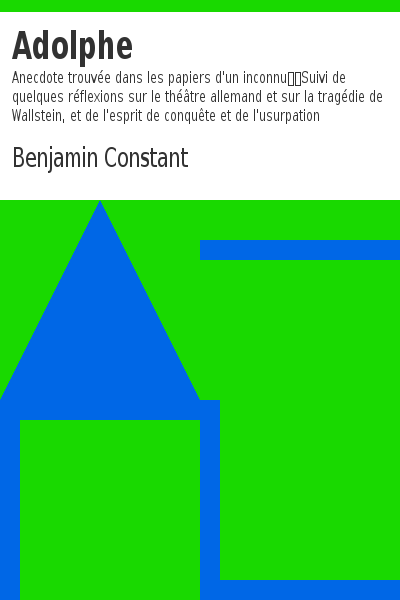 Adolphe
Anecdote trouvée dans les papiers d'un inconnu▯▯Suivi de
quelques réflexions sur le théâtre allemand et sur la tragédie de
Wallstein, et de l'esprit de conquête et de l'usurpation
Benjamin Constant